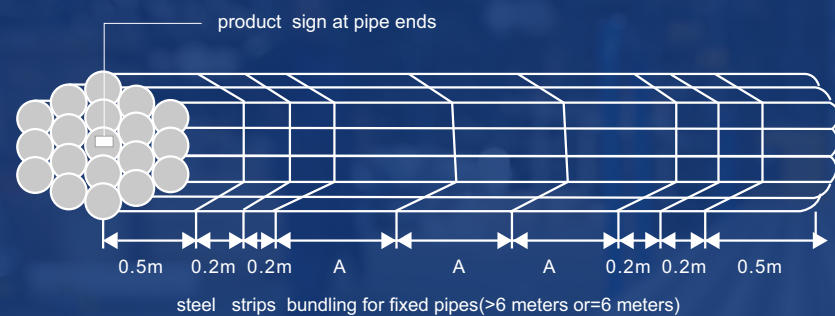 product sign at pipe ends
0.5m 0.2m 0.2m A A A 0.2m 0.2m 0.5m
steel strips bundling for fixed pipes(>6 meters or=6 meters)